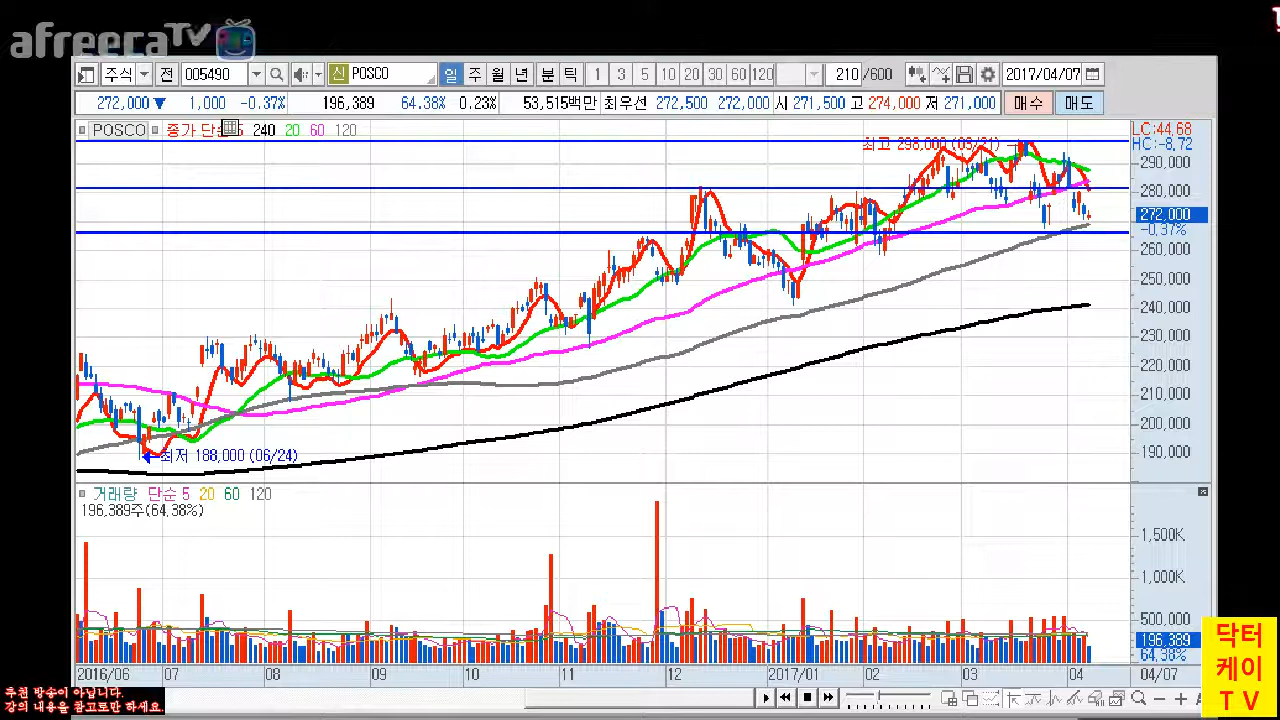 afreecaTV
주식 전 005490 신 POSCO 일 주 월 년 분 틱 1 3 5 10 20 30 60 120 210 /600 2017/04/07
272,000 ▼ 1,000 -0.37% 196,389 64.38% 0.23% 53,515백만 최우선 272,500 272,000 시 271,500 고 274,000 저 271,000 매수 매도
POSCO 종가 단순 5 240 20 60 120
LC:44.68
HC:-8.72
최고 298,000
290,000
280,000
272,000
-0.37%
260,000
250,000
240,000
230,000
220,000
210,000
200,000
190,000
최저 188,000 (06/24)
거래량 단순 5 20 60 120
196,389주(64.38%)
1,500K
1,000K
500,000
196,389
64.38%
2016/06 07 08 09 10 11 12 2017/01 02 03 04 04/07
추천 방송이 아닙니다.
강의 내용을 참고로만 하세요.
닥터
케이
T V